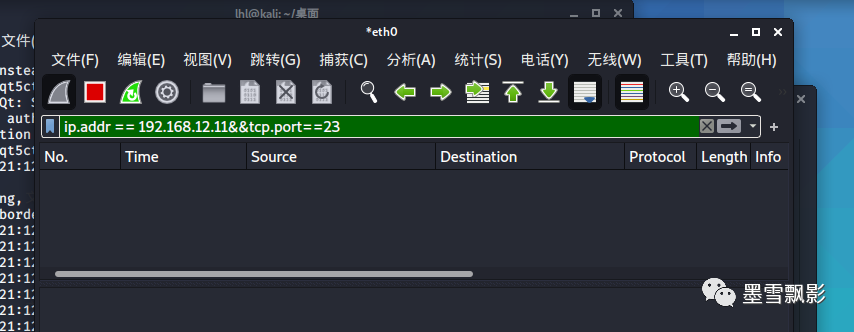 lhl@kali: ~/桌面
*eth0
文件(
文件(F) 编辑(E) 视图(V) 跳转(G) 捕获(C) 分析(A) 统计(S) 电话(Y) 无线(W) 工具(T) 帮助(H)
nstea
qt5ct
Qt: S
auth
ip.addr == 192.168.12.11&&tcp.port==23
tion
qt5ct
No. Time Source Destination Protocol Length Info
21:12
ng,
borde
21:12
21:12
21:12
21:12
21:12
21:12
21:12
墨雪飘影